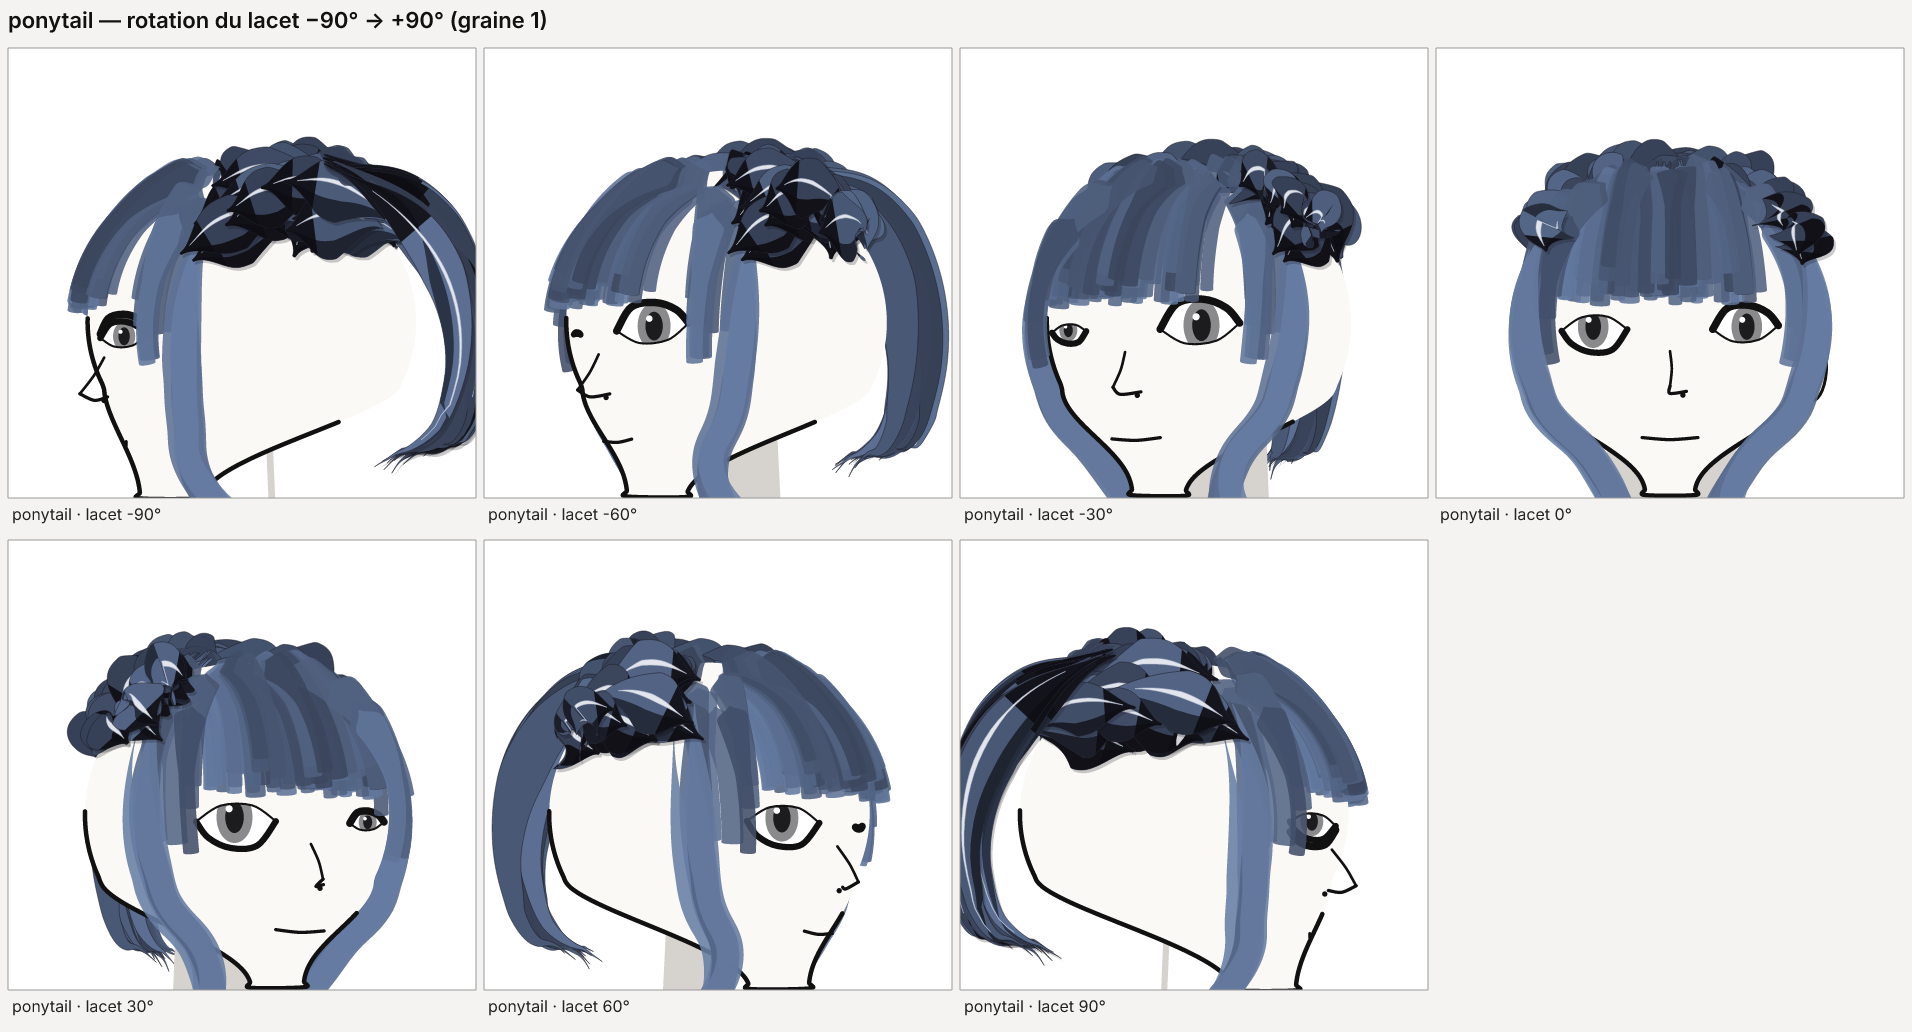 ponytail — rotation du lacet −90° → +90° (graine 1)
ponytail · lacet -90°
ponytail · lacet -60°
ponytail · lacet -30°
ponytail · lacet 0°
ponytail · lacet 30°
ponytail · lacet 60°
ponytail · lacet 90°